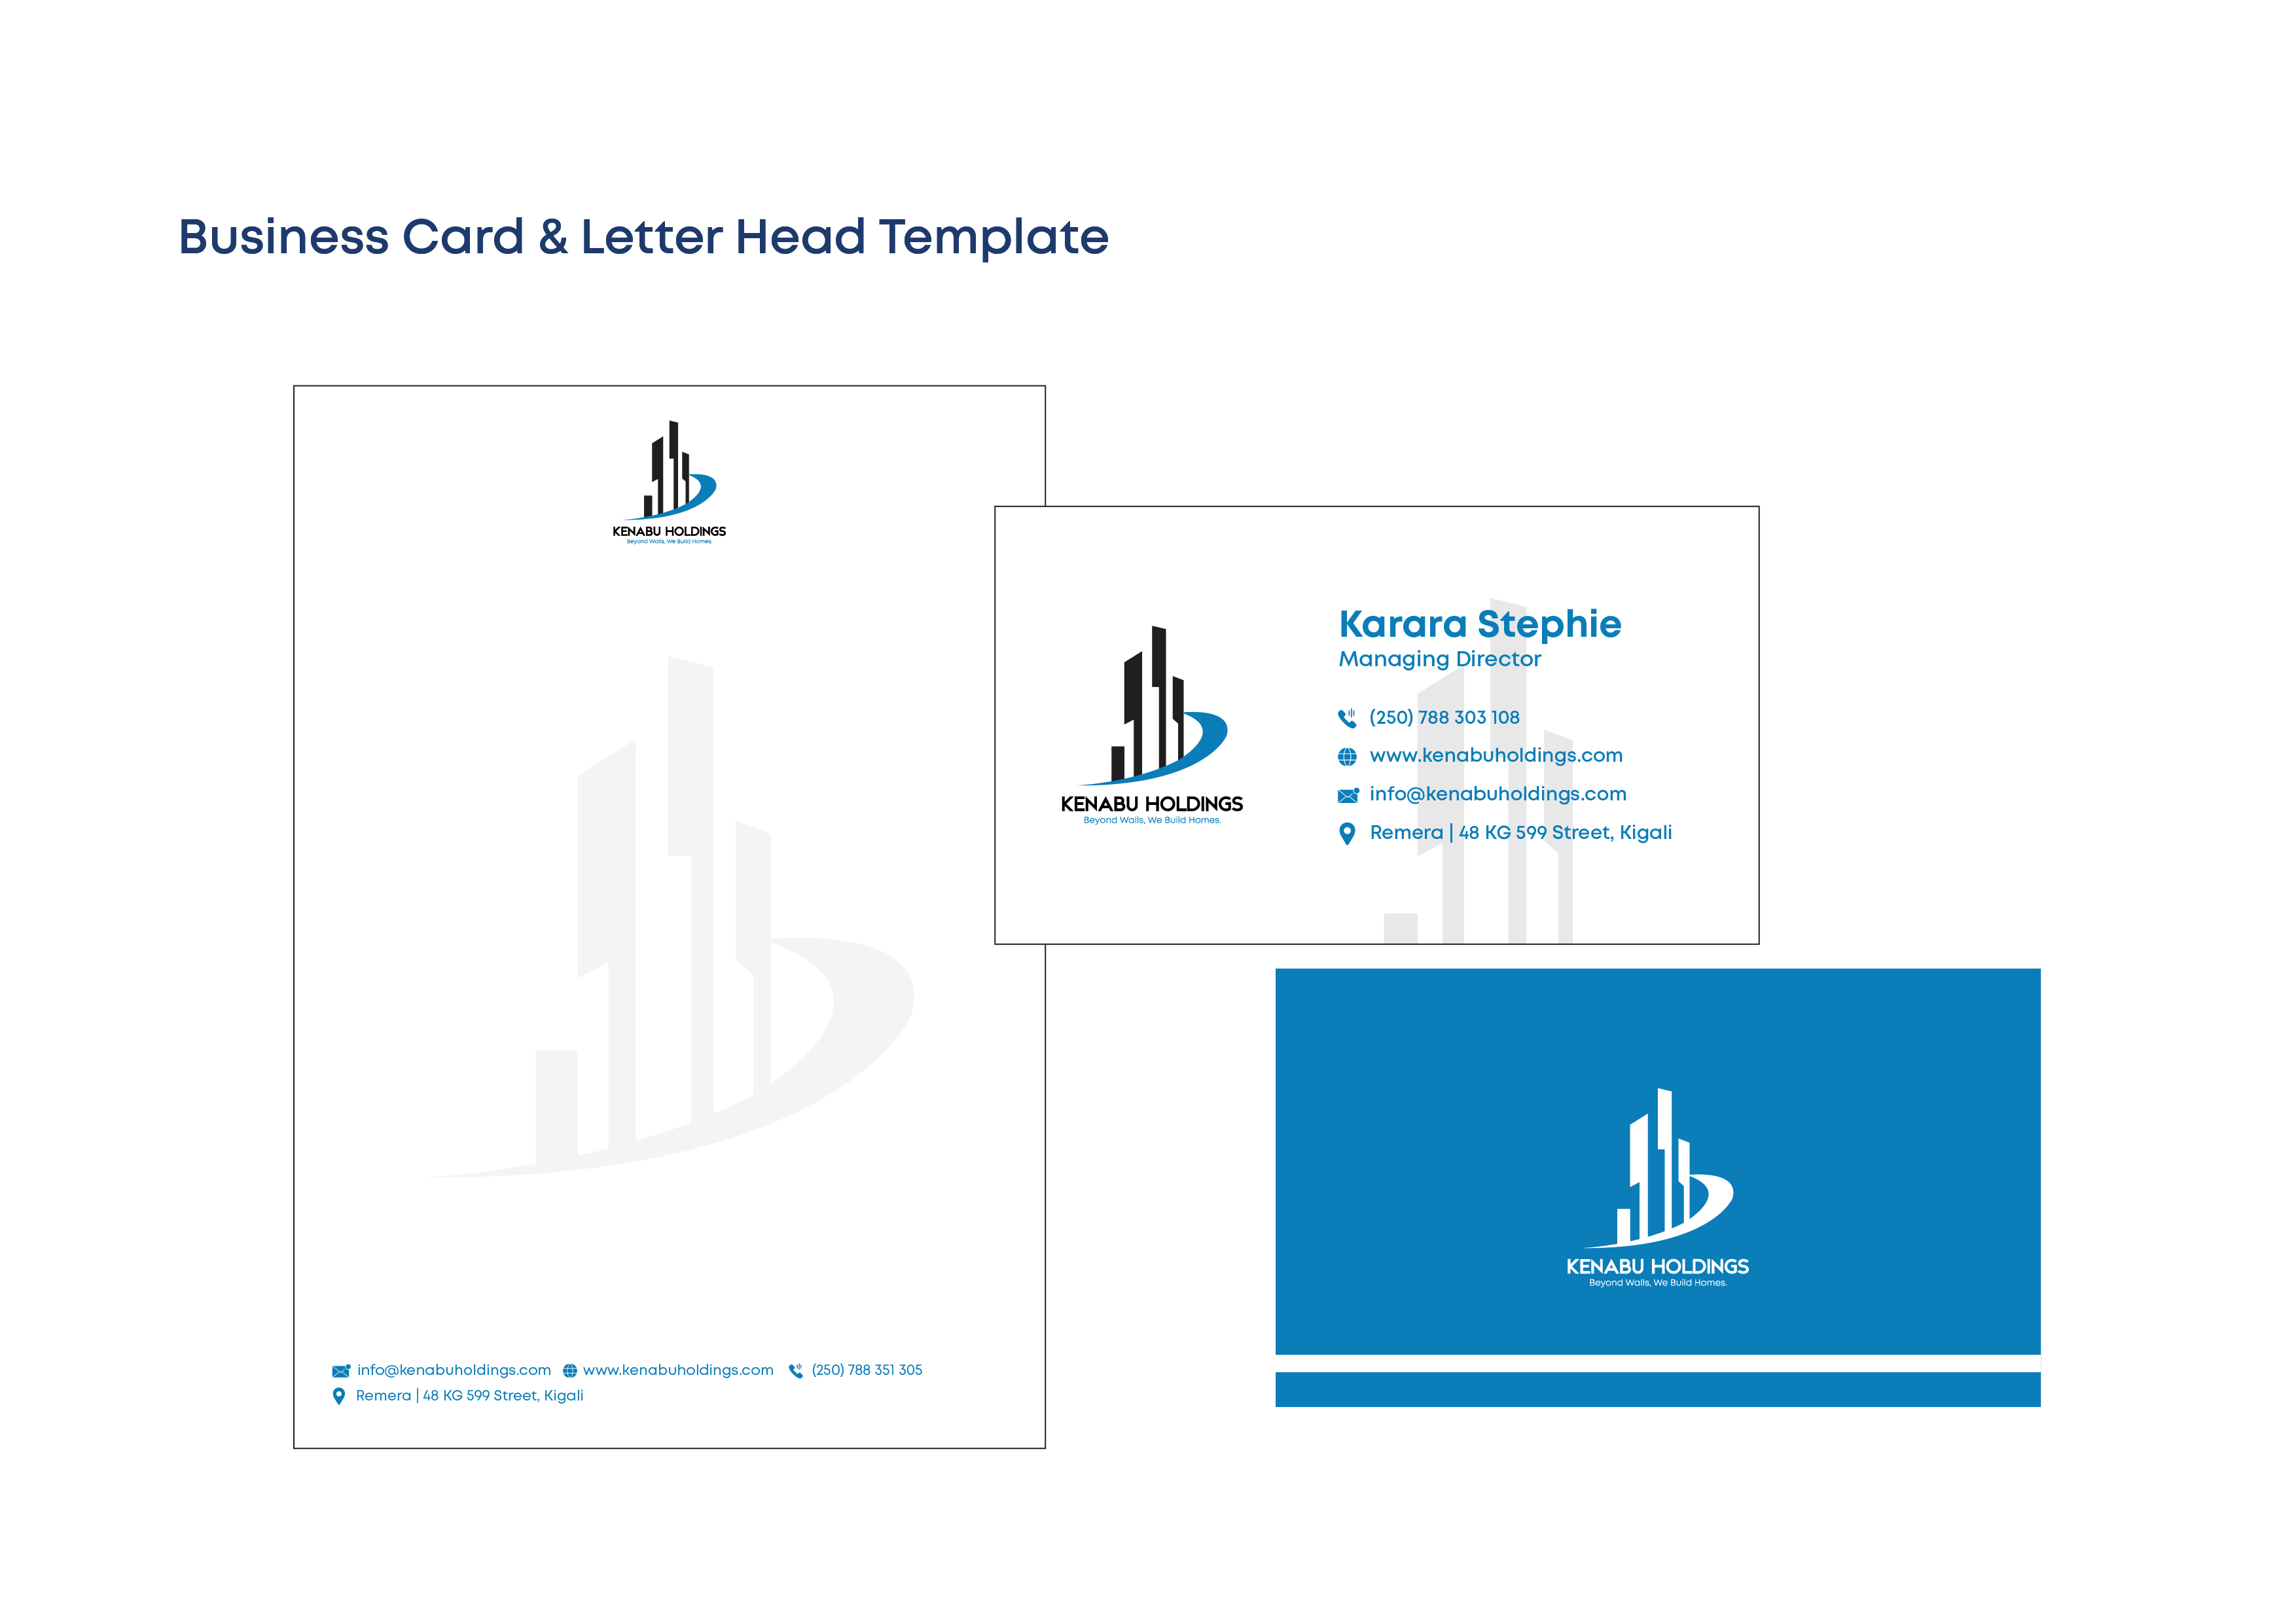 Business Card & Letter Head Template
KENABU HOLDINGS
Beyond Walls, We Build Homes.
info@kenabuholdings.com www.kenabuholdings.com (250) 788 351 305
Remera | 48 KG 599 Street, Kigali
KENABU HOLDINGS
Beyond Walls, We Build Homes.
Karara Stephie
Managing Director
(250) 788 303 108
www.kenabuholdings.com
info@kenabuholdings.com
Remera | 48 KG 599 Street, Kigali
KENABU HOLDINGS
Beyond Walls, We Build Homes.